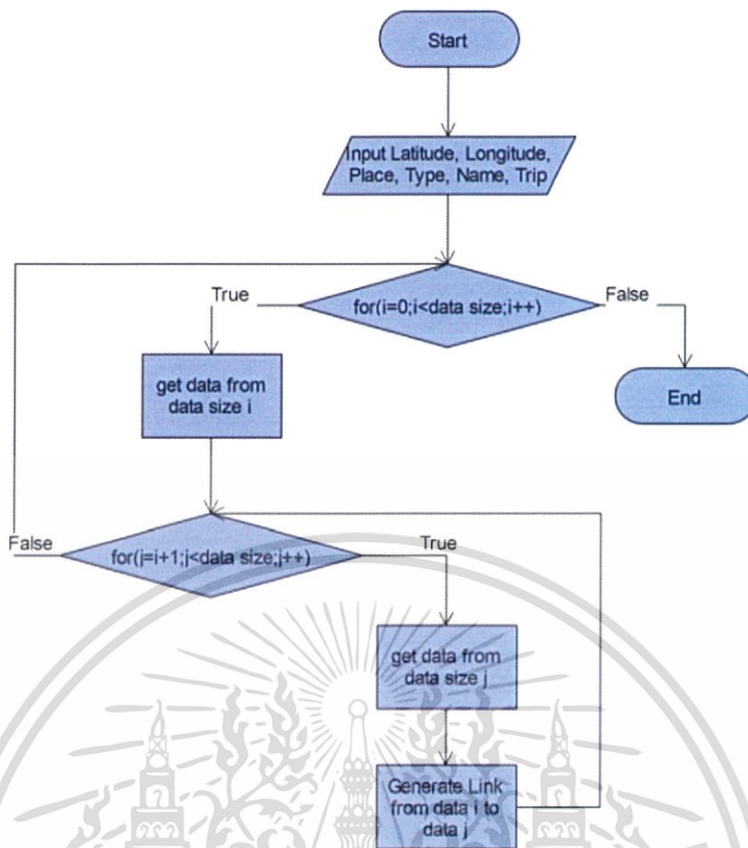 Start
Input Latitude, Longitude,
Place, Type, Name, Trip
for(i=0;i<data size;i++)
True
False
get data from
data size i
End
for(j=i+1;j<data size;j++)
False
True
get data from
data size j
Generate Link
from data i to
data j